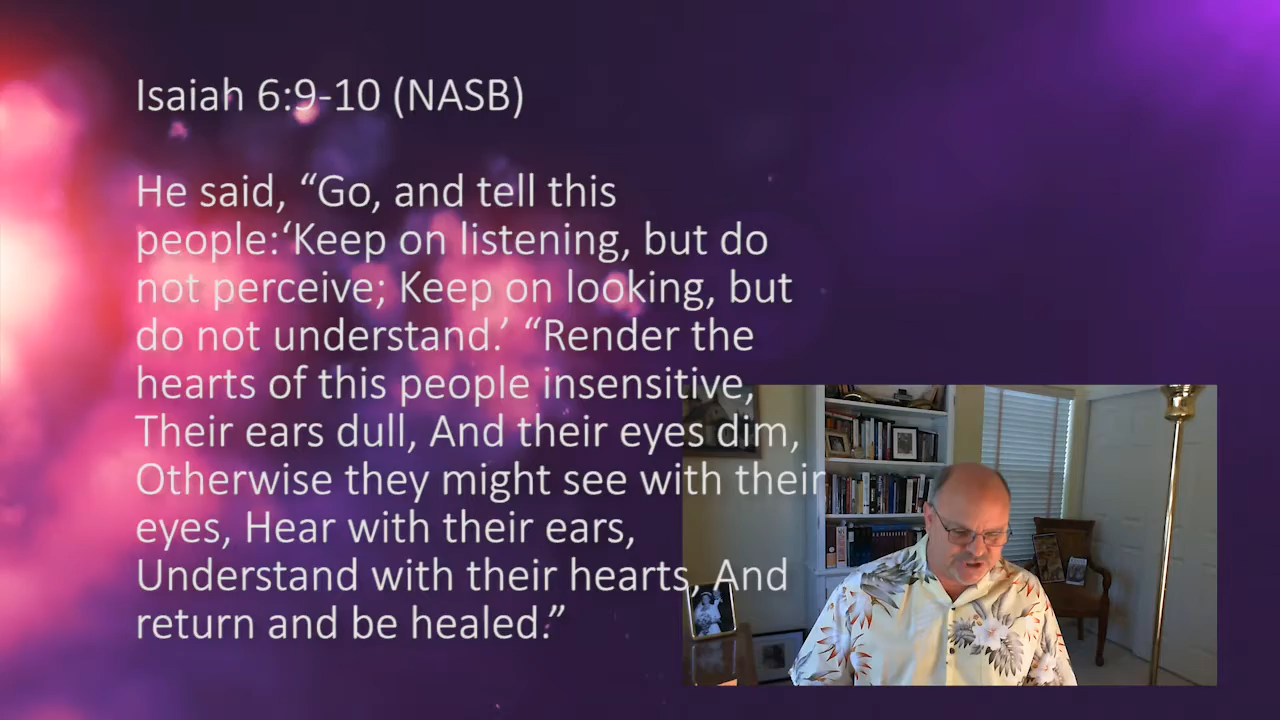 Isaiah 6:9-10 (NASB)
He said, “Go, and tell this
people:‘Keep on listening, but do
not perceive; Keep on looking, but
do not understand.’ “Render the
hearts of this people insensitive,
Their ears dull, And their eyes dim,
Otherwise they might see with their
eyes, Hear with their ears,
Understand with their hearts, And
return and be healed.”